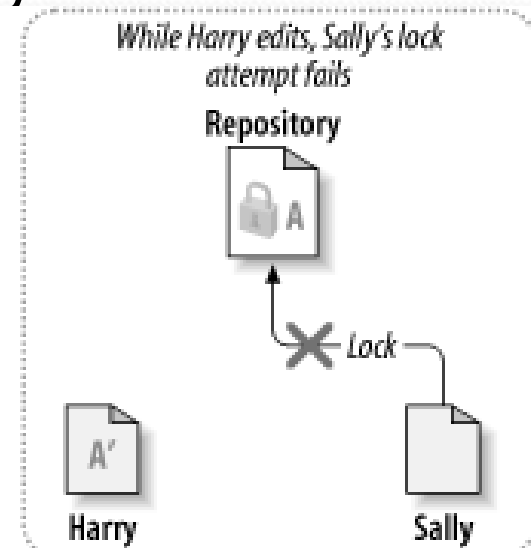 While Harry edits, Sally's lock
attempt fails
Repository
A
Lock
A′
Harry
Sally